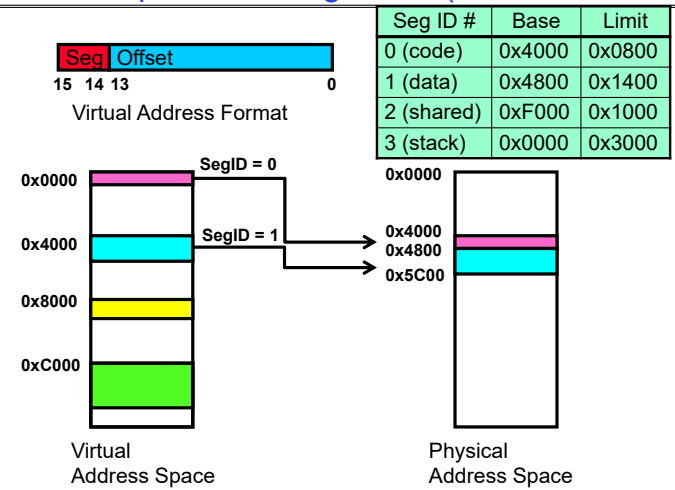 Seg ID # Base Limit
0 (code) 0x4000 0x0800
1 (data) 0x4800 0x1400
2 (shared) 0xF000 0x1000
3 (stack) 0x0000 0x3000
Seg Offset
15 14 13 0
Virtual Address Format
SegID = 0
0x0000
SegID = 1
0x4000
0x8000
0xC000
Virtual
Address Space
0x0000
0x4000
0x4800
0x5C00
Physical
Address Space